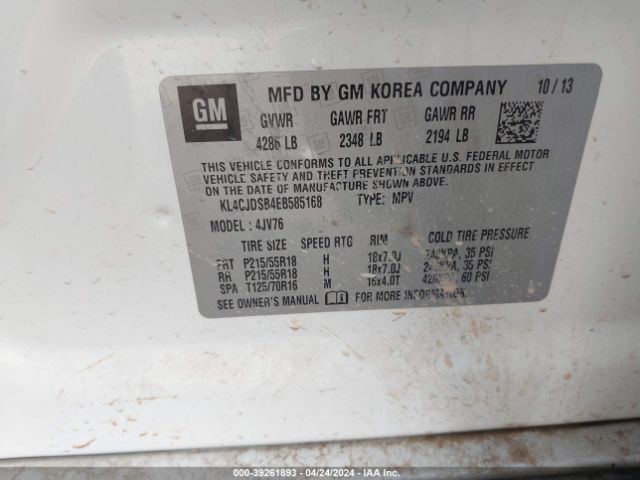 GM
MFD BY GM KOREA COMPANY 10/13
GVWR GAWR FRT GAWR RR
4286 LB 2348 LB 2194 LB
THIS VEHICLE CONFORMS TO ALL APPLICABLE U.S. FEDERAL MOTOR
VEHICLE SAFETY AND THEFT PREVENTION STANDARDS IN EFFECT
ON THE DATE OF MANUFACTURE SHOWN ABOVE.
KL4CJDSB4EB585168 TYPE: MPV
MODEL: 4JV76
TIRE SIZE SPEED RTG RIM COLD TIRE PRESSURE
FRT P215/55R18 H 18x7.0J 240KPA, 35 PSI
RR P215/55R18 H 18x7.0J 240KPA, 35 PSI
SPA T125/70R16 M 16x4.0T 420KPA, 60 PSI
SEE OWNER'S MANUAL FOR MORE INFORMATION.
000-39261893 - 04/24/2024 - IAA Inc.